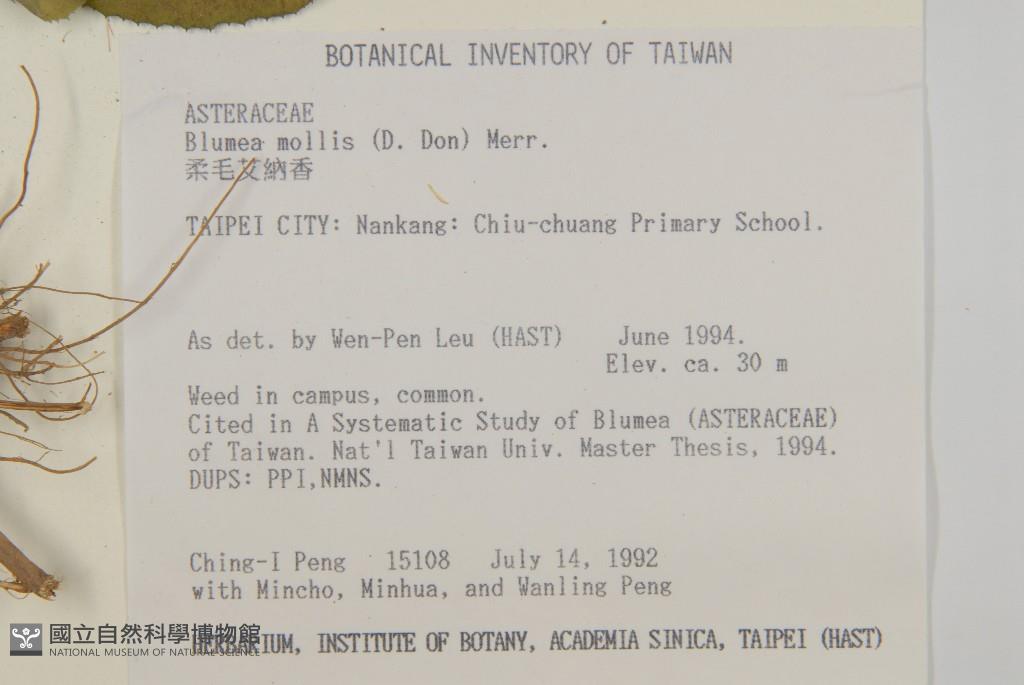 BOTANICAL INVENTORY OF TAIWAN
ASTERACEAE
Blumea mollis (D. Don) Merr.
柔毛艾納香
TAIPEI CITY: Nankang: Chiu-chuang Primary School.
As det. by Wen-Pen Leu (HAST) June 1994.
Elev. ca. 30 m
Weed in campus, common.
Cited in A Systematic Study of Blumea (ASTERACEAE)
of Taiwan. Nat'l Taiwan Univ. Master Thesis, 1994.
DUPS: PPI,NMNS.
Ching-I Peng 15108 July 14, 1992
with Mincho, Minhua, and Wanling Peng
HERBARIUM, INSTITUTE OF BOTANY, ACADEMIA SINICA, TAIPEI (HAST)
國立自然科學博物館
NATIONAL MUSEUM OF NATURAL SCIENCE